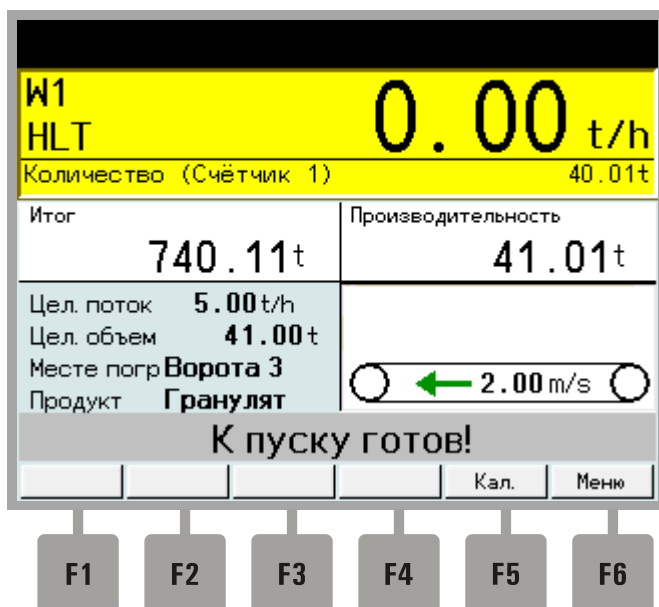 W1
HLT
0.00 t/h
Количество (Счётчик 1) 40.01t
Итог
740.11t
Производительность
41.01t
Цел. поток 5.00t/h
Цел. объем 41.00t
Месте погр Ворота 3
Продукт Гранулят
2.00m/s
К пуску готов!
Кал. Меню
F1 F2 F3 F4 F5 F6